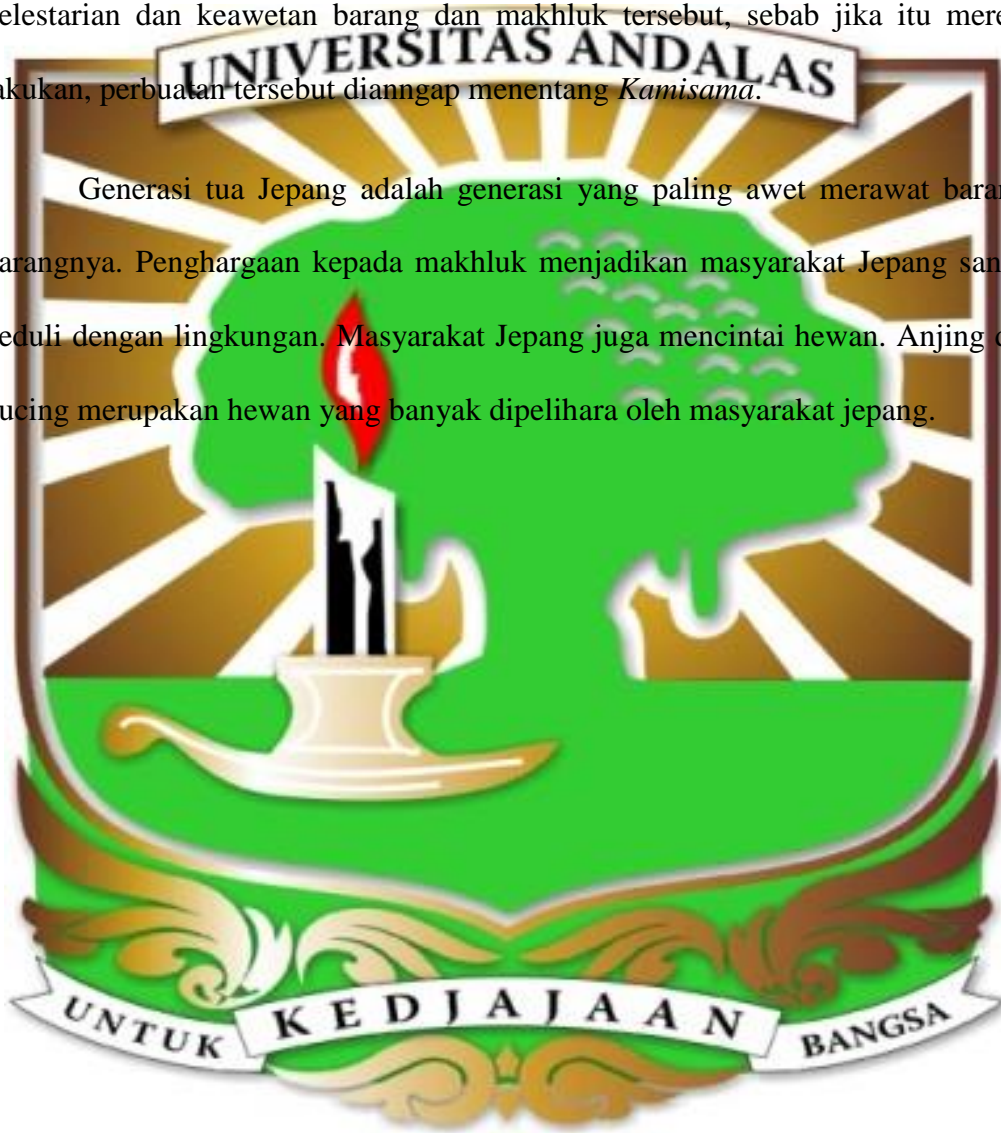 elestarian dan keawetan barang dan makhluk tersebut, sebab jika itu mere
UNIVERSITAS ANDALAS
akukan, perbuatan tersebut dianngap menentang Kamisama.
Generasi tua Jepang adalah generasi yang paling awet merawat bara
arangnya. Penghargaan kepada makhluk menjadikan masyarakat Jepang san
eduli dengan lingkungan. Masyarakat Jepang juga mencintai hewan. Anjing
ucing merupakan hewan yang banyak dipelihara oleh masyarakat jepang.
UNTUK KEDJAJAAN BANGSA